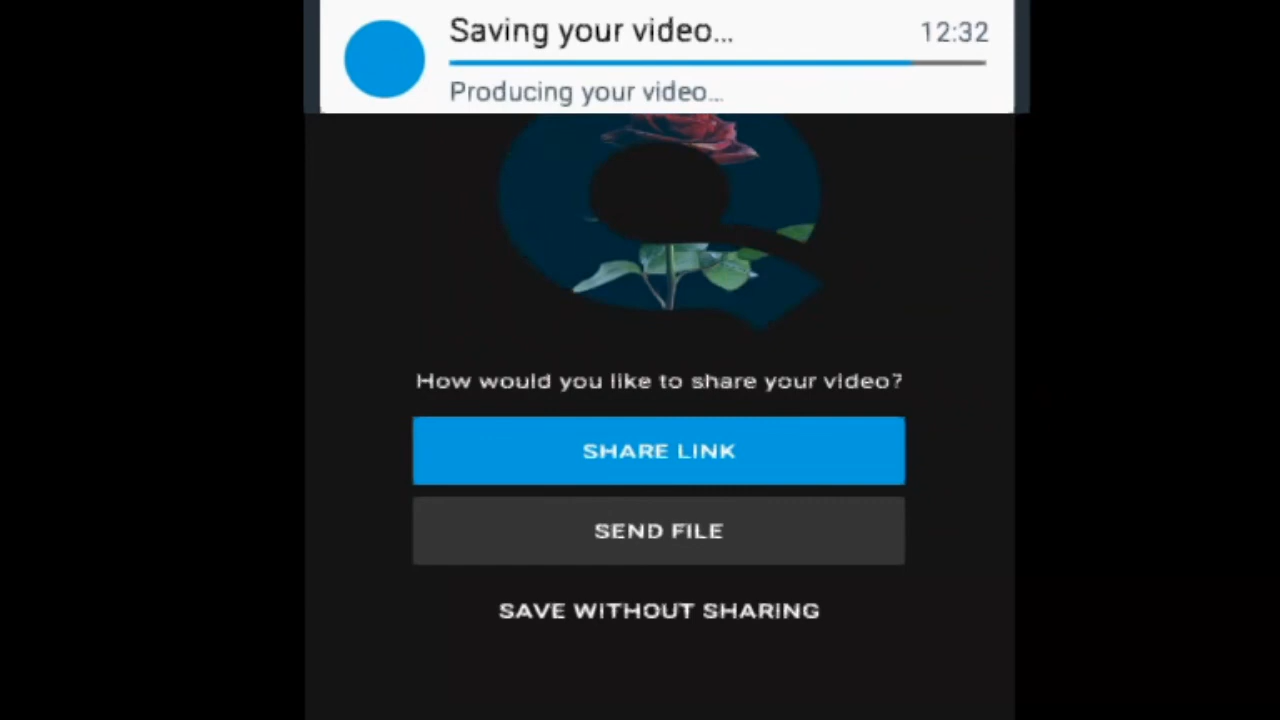 Saving your video...
12:32
Producing your video...
How would you like to share your video?
SHARE LINK
SEND FILE
SAVE WITHOUT SHARING